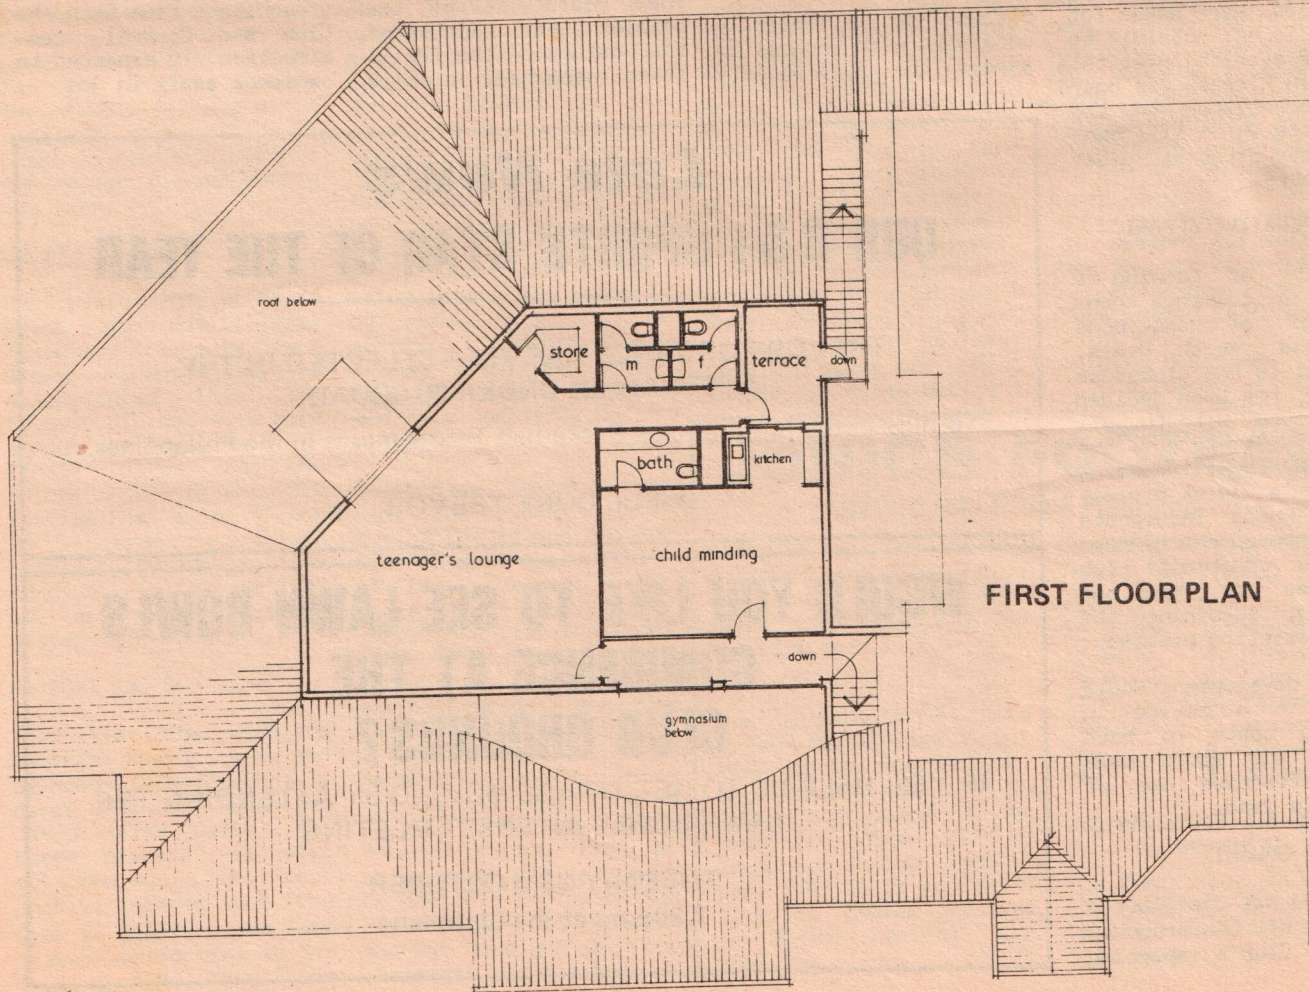 roof below
store
m
f
terrace
down
bath
kitchen
teenager's lounge
child minding
FIRST FLOOR PLAN
down
gymnasium
below